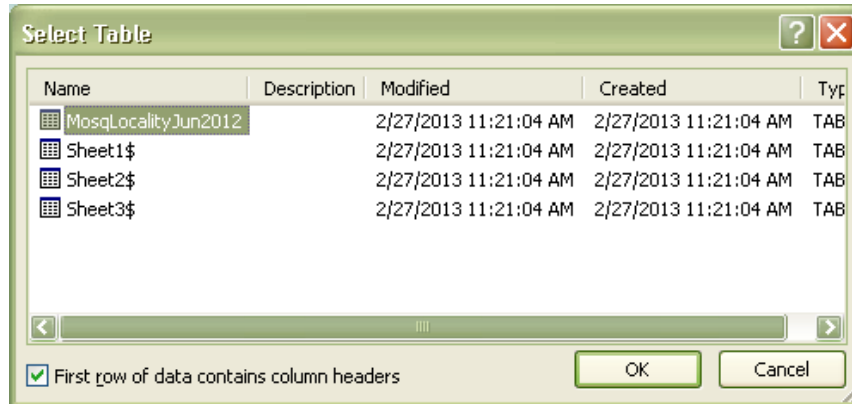 Select Table
Name Description Modified Created Typ
MosqLocalityJun2012 2/27/2013 11:21:04 AM 2/27/2013 11:21:04 AM TAB
Sheet1$ 2/27/2013 11:21:04 AM 2/27/2013 11:21:04 AM TAB
Sheet2$ 2/27/2013 11:21:04 AM 2/27/2013 11:21:04 AM TAB
Sheet3$ 2/27/2013 11:21:04 AM 2/27/2013 11:21:04 AM TAB
First row of data contains column headers OK Cancel